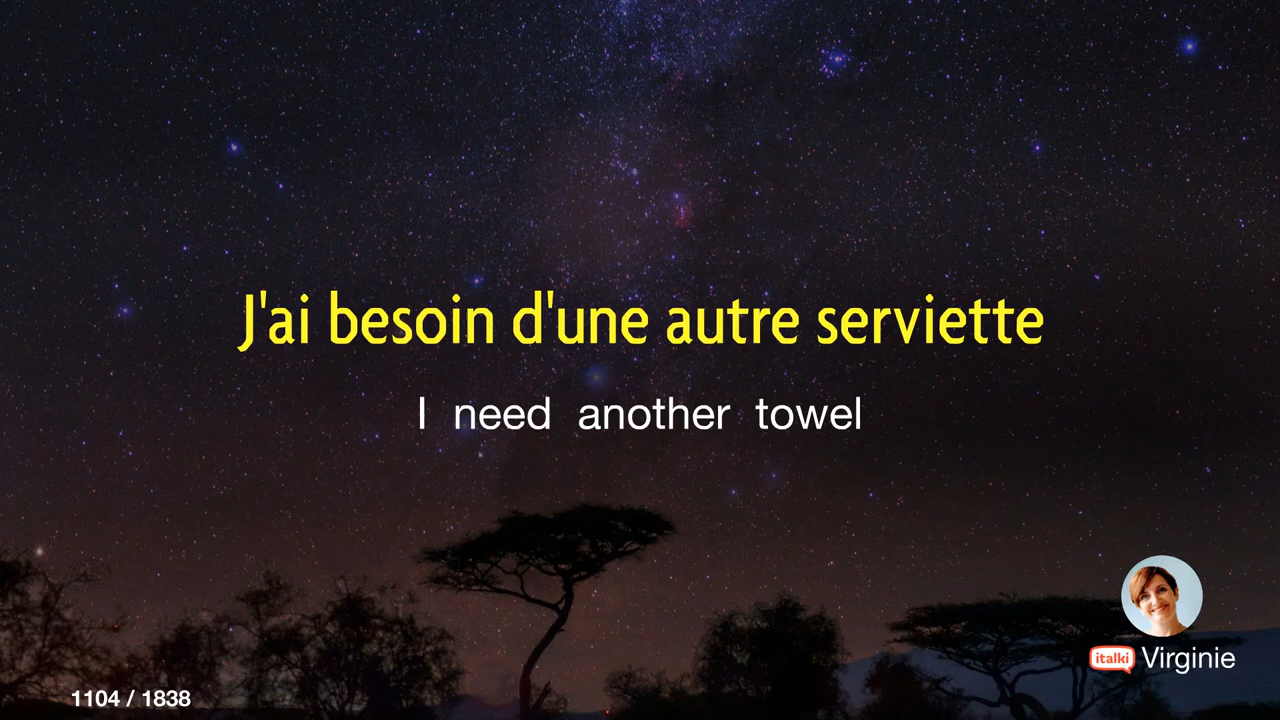 J'ai besoin d'une autre serviette
I need another towel
italki Virginie
1104 / 1838